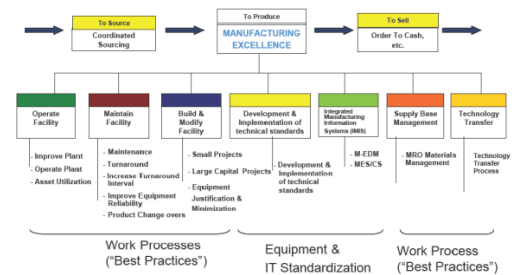 To Source
Coordinated
Sourcing
To Produce
MANUFACTURING
EXCELLENCE
To Sell
Order To Cash,
etc.
Operate
Facility
- Improve Plant
- Operate Plant
- Asset Utilization
Maintain
Facility
- Maintenance
- Turnaround
- Increase Turnaround
Interval
- Improve Equipment
Reliability
- Product Change overs
Build &
Modify
Facility
- Small Projects
- Large Capital Projects
- Equipment
Justification &
Minimization
Development &
Implementation of
technical standards
- Development &
Implementation
of technical
standards
Integrated
Manufacturing
Information
Systems (IMIS)
- M-EDM
- MES/CS
Supply Base
Management
- MRO Materials
Management
Technology
Transfer
Technology
Transfer
Process
Work Processes
("Best Practices")
Equipment &
IT Standardization
Work Process
("Best Practices")